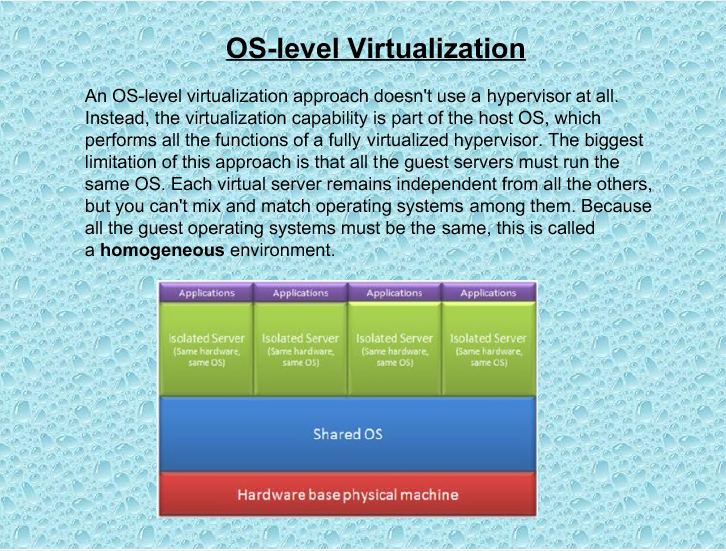 OS-level Virtualization
An OS-level virtualization approach doesn't use a hypervisor at all.
Instead, the virtualization capability is part of the host OS, which
performs all the functions of a fully virtualized hypervisor. The biggest
limitation of this approach is that all the guest servers must run the
same OS. Each virtual server remains independent from all the others,
but you can't mix and match operating systems among them. Because
all the guest operating systems must be the same, this is called
a homogeneous environment.
Applications Applications Applications Applications
Isolated Server Isolated Server Isolated Server Isolated Server
(Same hardware, (Same hardware, (Same hardware, (Same hardware,
same OS) same OS) same OS) same OS)
Shared OS
Hardware base physical machine